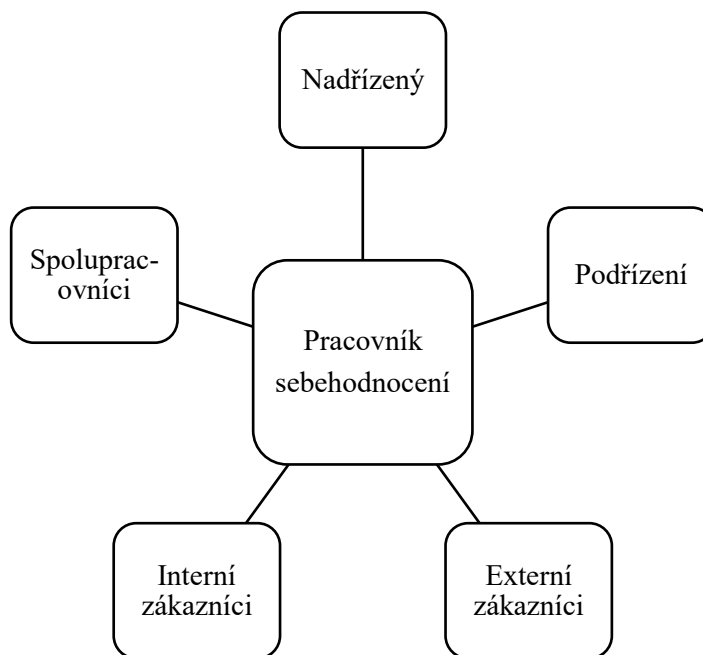 Nadřízený
Spoluprac-
ovníci
Podřízení
Pracovník
sebehodnocení
Interní
zákazníci
Externí
zákazníci